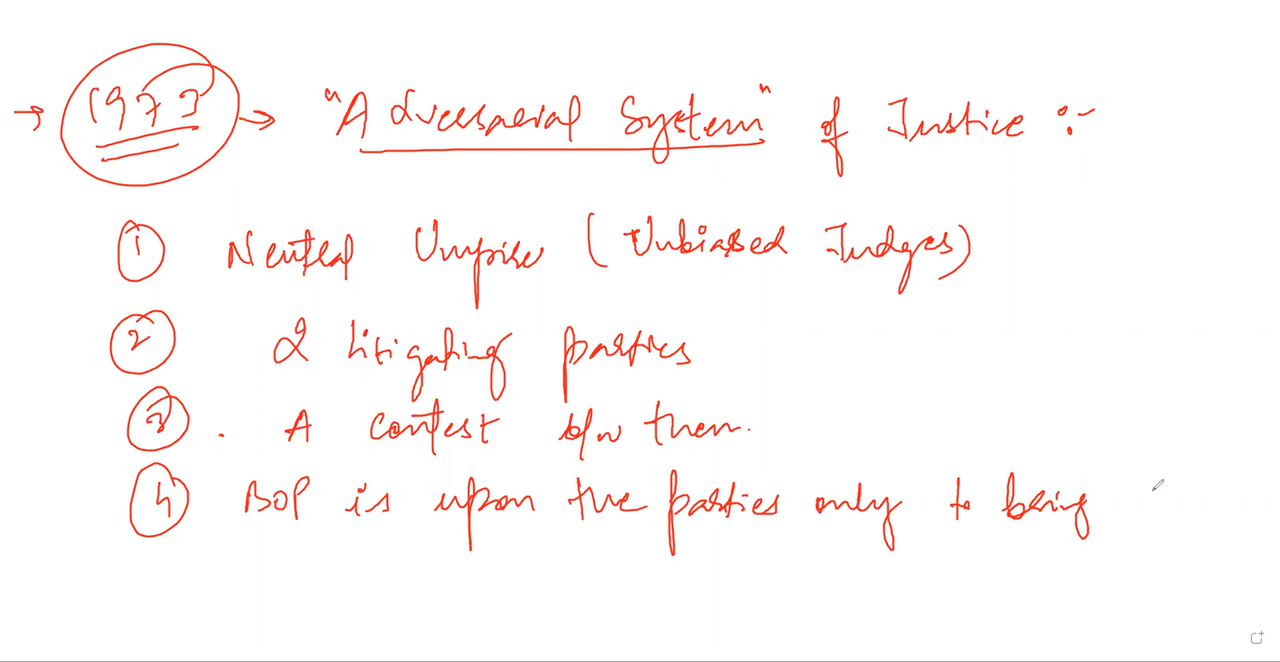 → 1973 → "Adversarial System" of Justice :-
① Neutral Umpire (Unbiased Judges)
② 2 litigating parties
③ . A contest b/w them.
④ BOP is upon the parties only to bring